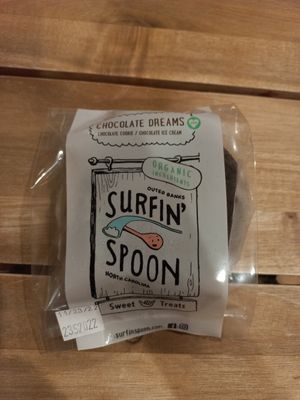 CHOCOLATE DREAMS
CHOCOLATE COOKIE / CHOCOLATE ICE CREAM
ORGANIC
INGREDIENTS
OUTER BANKS
SURFIN'
SPOON
NORTH CAROLINA
Sweet Treats
2352022
surfinspoon.com